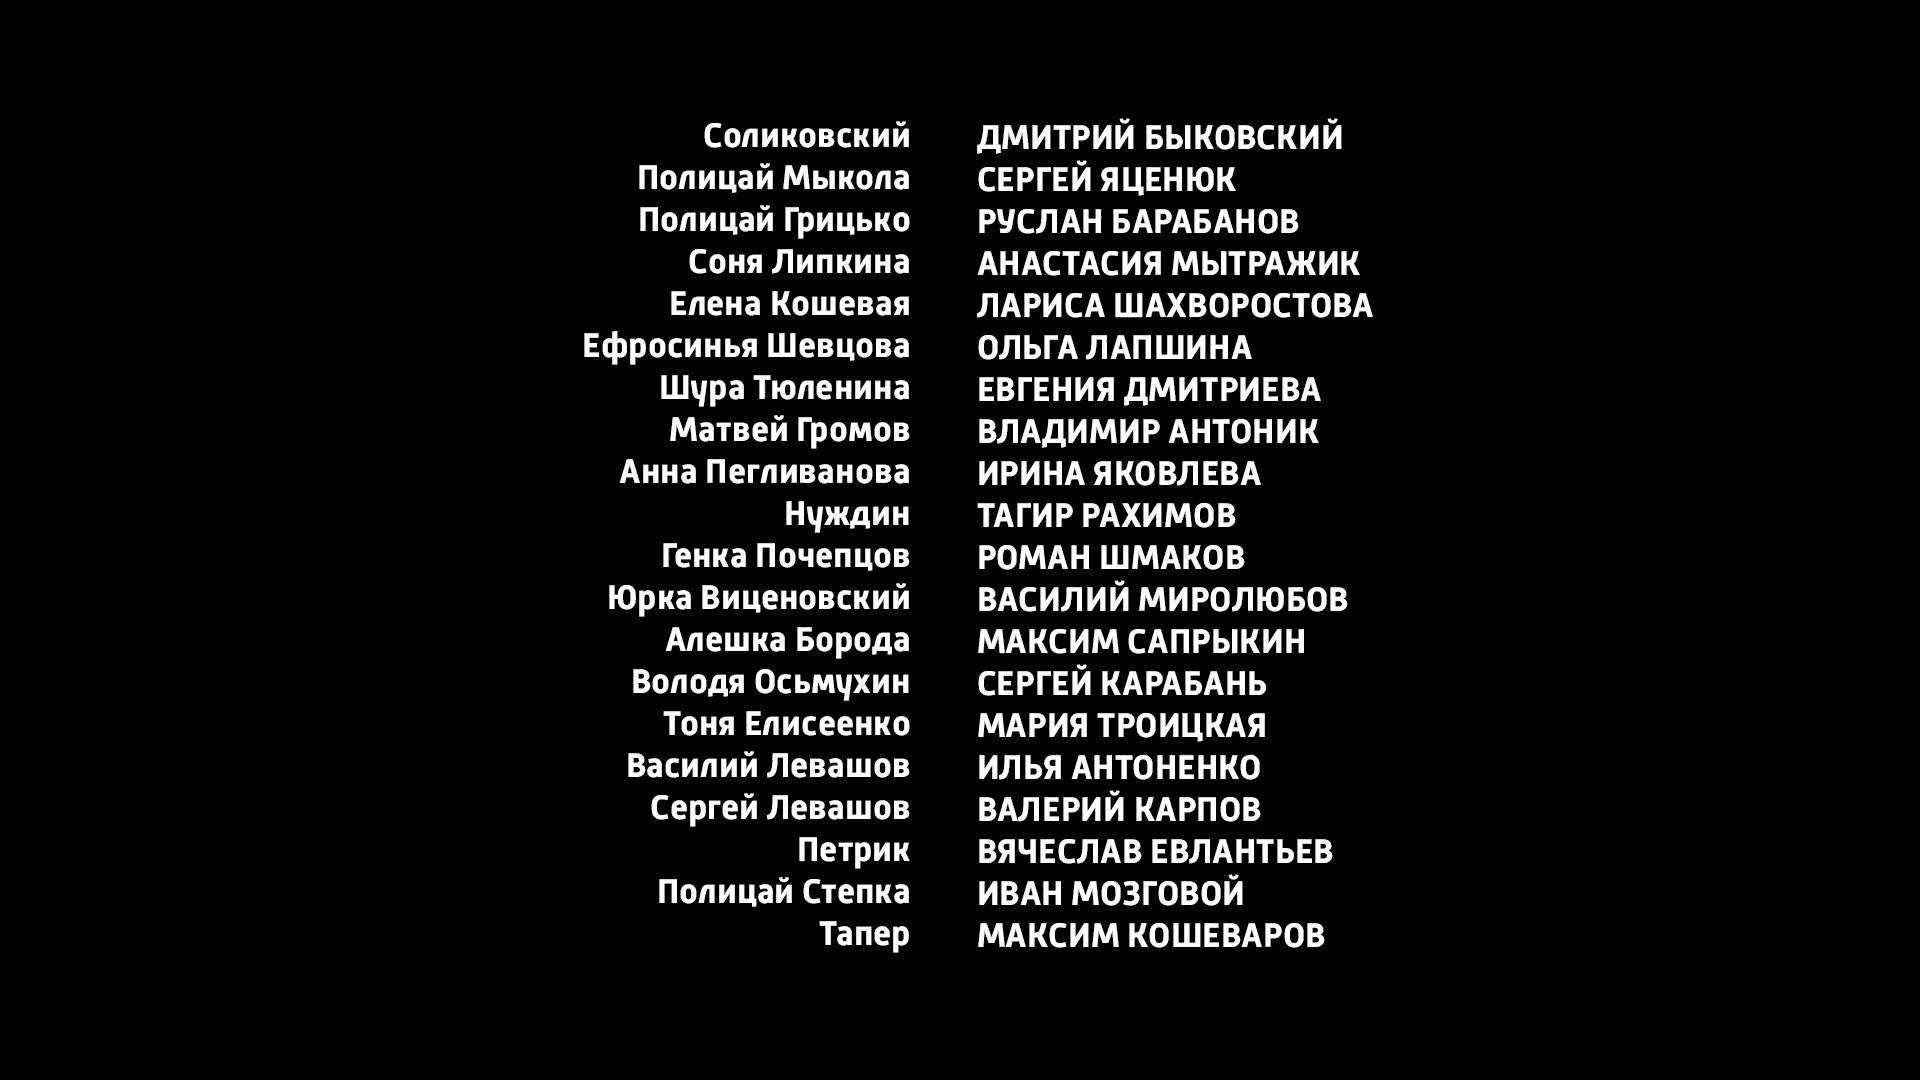 Соликовский ДМИТРИЙ БЫКОВСКИЙ
Полицай Мыкола СЕРГЕЙ ЯЦЕНЮК
Полицай Грицько РУСЛАН БАРАБАНОВ
Соня Липкина АНАСТАСИЯ МЫТРАЖИК
Елена Кошевая ЛАРИСА ШАХВОРОСТОВА
Ефросинья Шевцова ОЛЬГА ЛАПШИНА
Шура Тюленина ЕВГЕНИЯ ДМИТРИЕВА
Матвей Громов ВЛАДИМИР АНТОНИК
Анна Пегливанова ИРИНА ЯКОВЛЕВА
Нуждин ТАГИР РАХИМОВ
Генка Почепцов РОМАН ШМАКОВ
Юрка Виценовский ВАСИЛИЙ МИРОЛЮБОВ
Алешка Борода МАКСИМ САПРЫКИН
Володя Осьмухин СЕРГЕЙ КАРАБАНЬ
Тоня Елисеенко МАРИЯ ТРОИЦКАЯ
Василий Левашов ИЛЬЯ АНТОНЕНКО
Сергей Левашов ВАЛЕРИЙ КАРПОВ
Петрик ВЯЧЕСЛАВ ЕВЛАНТЬЕВ
Полицай Степка ИВАН МОЗГОВОЙ
Тапер МАКСИМ КОШЕВАРОВ